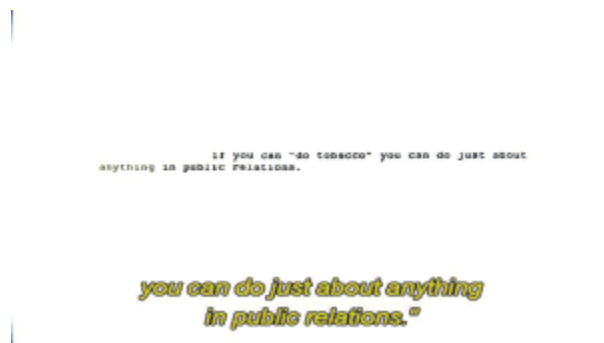 if you can "do tobacco" you can do just about
anything in public relations.
you can do just about anything
in public relations."